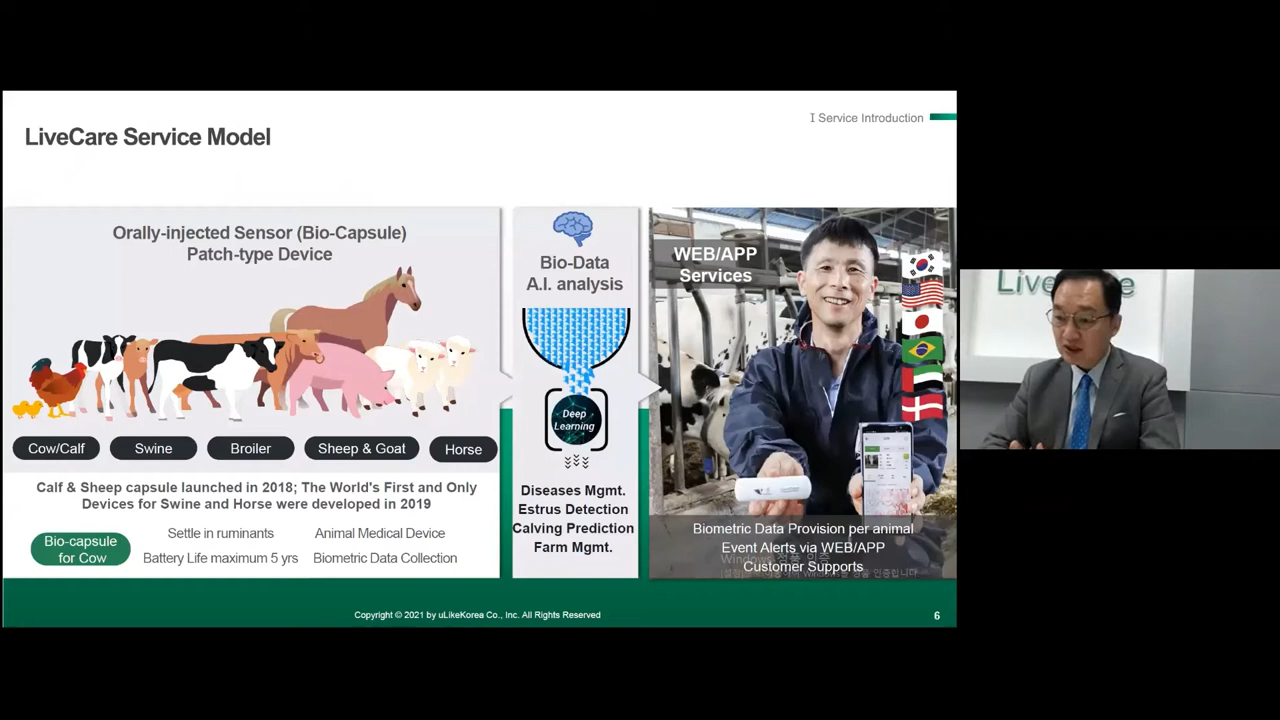 I Service Introduction
LiveCare Service Model
Orally-injected Sensor (Bio-Capsule)
Patch-type Device
Cow/Calf
Swine
Broiler
Sheep & Goat
Horse
Calf & Sheep capsule launched in 2018; The World's First and Only
Devices for Swine and Horse were developed in 2019
Bio-capsule
for Cow
Settle in ruminants
Animal Medical Device
Battery Life maximum 5 yrs
Biometric Data Collection
Bio-Data
A.I. analysis
Deep
Learning
Diseases Mgmt.
Estrus Detection
Calving Prediction
Farm Mgmt.
WEB/APP
Services
Biometric Data Provision per animal
Event Alerts via WEB/APP
Customer Supports
Windows 정품 인증
Copyright © 2021 by uLikeKorea Co., Inc. All Rights Reserved
6